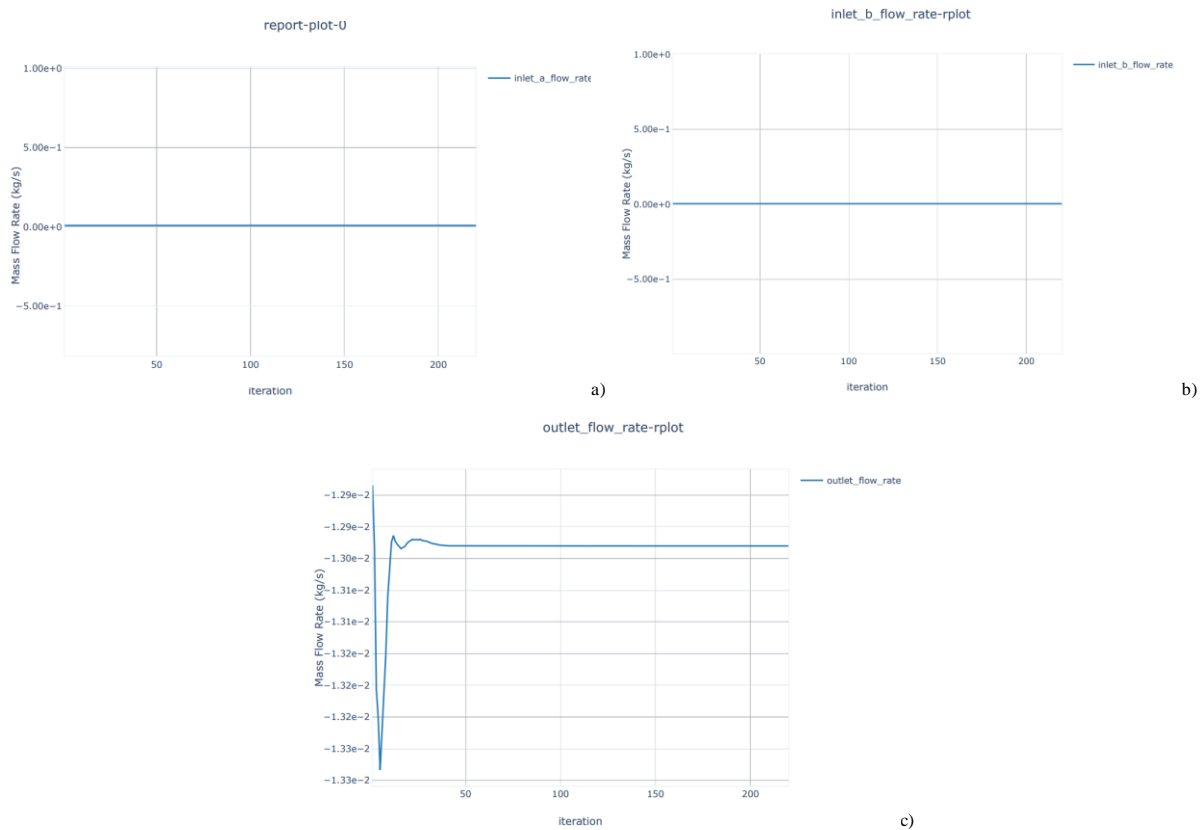 report-plot-0
1.00e+0
5.00e−1
0.00e+0
−5.00e−1
Mass Flow Rate (kg/s)
50
100
150
200
iteration
inlet_a_flow_rate
a)
inlet_b_flow_rate-rplot
1.00e+0
5.00e−1
0.00e+0
−5.00e−1
Mass Flow Rate (kg/s)
50
100
150
200
iteration
inlet_b_flow_rate
b)
outlet_flow_rate-rplot
−1.29e−2
−1.29e−2
−1.30e−2
−1.31e−2
−1.31e−2
−1.32e−2
−1.32e−2
−1.32e−2
−1.33e−2
−1.33e−2
Mass Flow Rate (kg/s)
50
100
150
200
iteration
outlet_flow_rate
c)